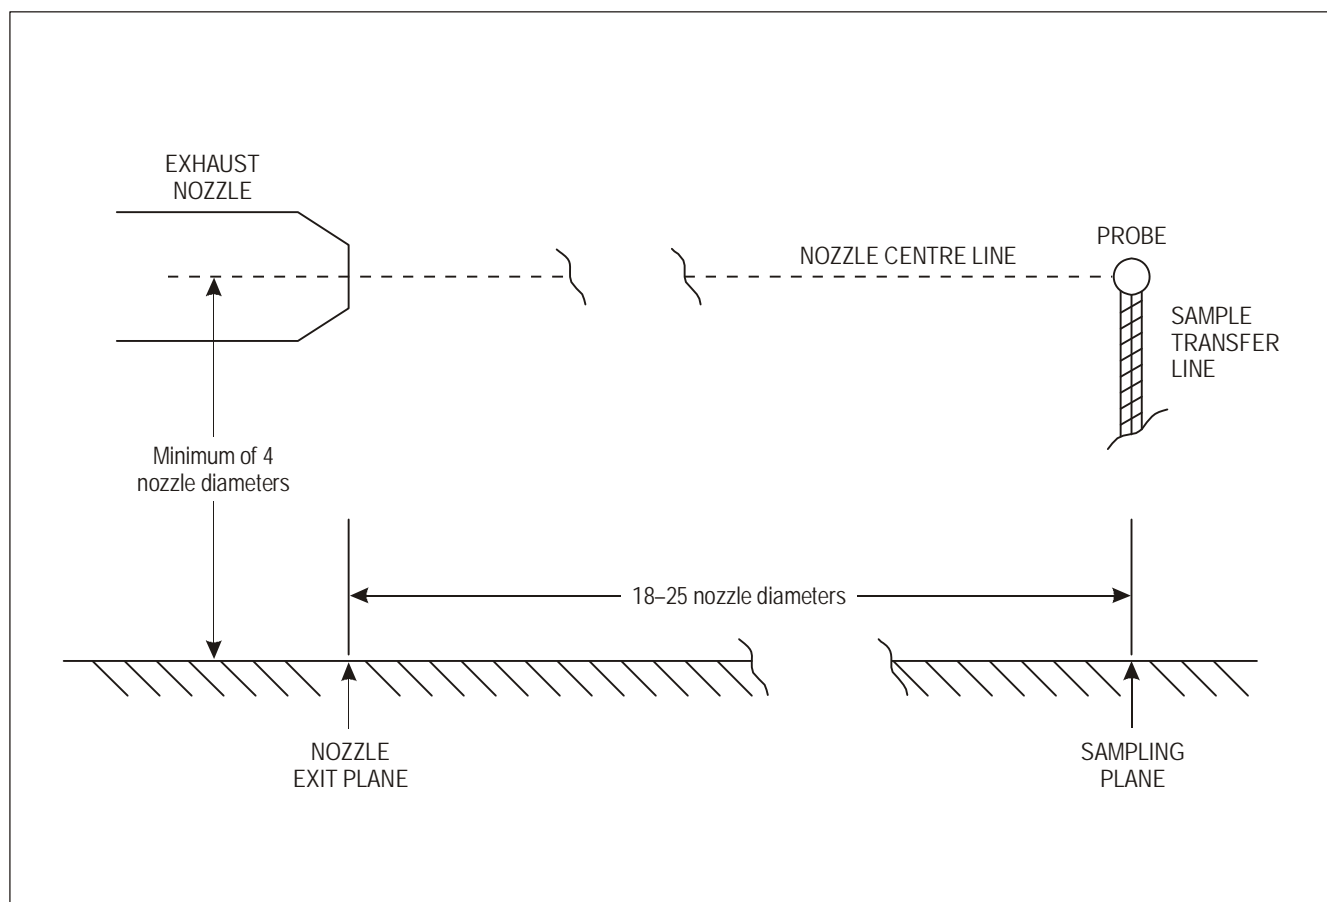 EXHAUST
NOZZLE
PROBE
NOZZLE CENTRE LINE
SAMPLE
TRANSFER
LINE
Minimum of 4
nozzle diameters
18–25 nozzle diameters
NOZZLE
EXIT PLANE
SAMPLING
PLANE